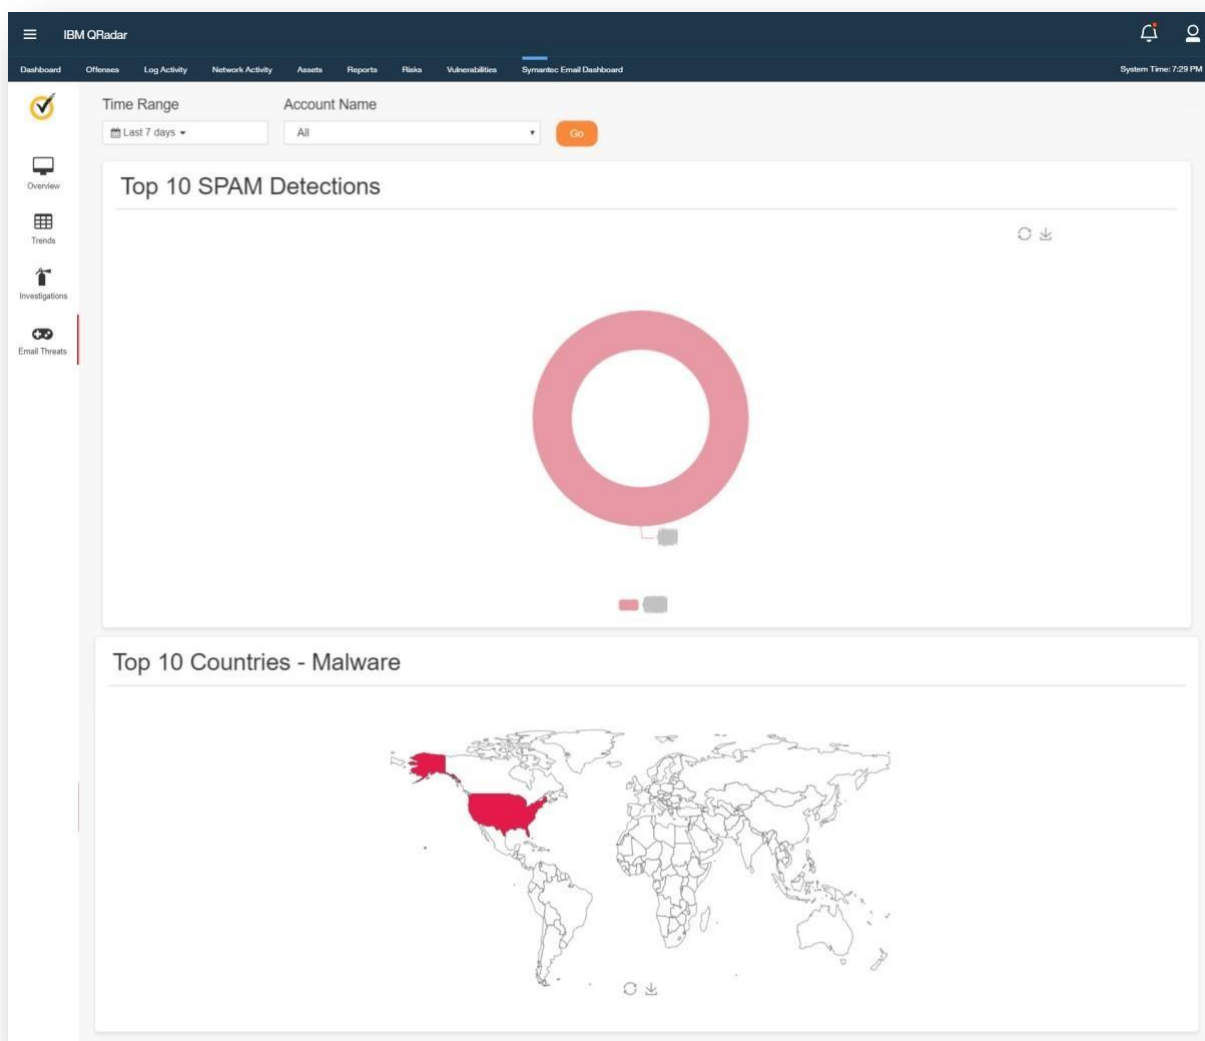 IBM QRadar
Dashboard Offenses Log Activity Network Activity Assets Reports Risks Vulnerabilities Symantec Email Dashboard System Time: 7:29 PM
Time Range Account Name
Last 7 days All Go
Overview
Top 10 SPAM Detections
Trends
Investigations
Email Threats
Top 10 Countries - Malware